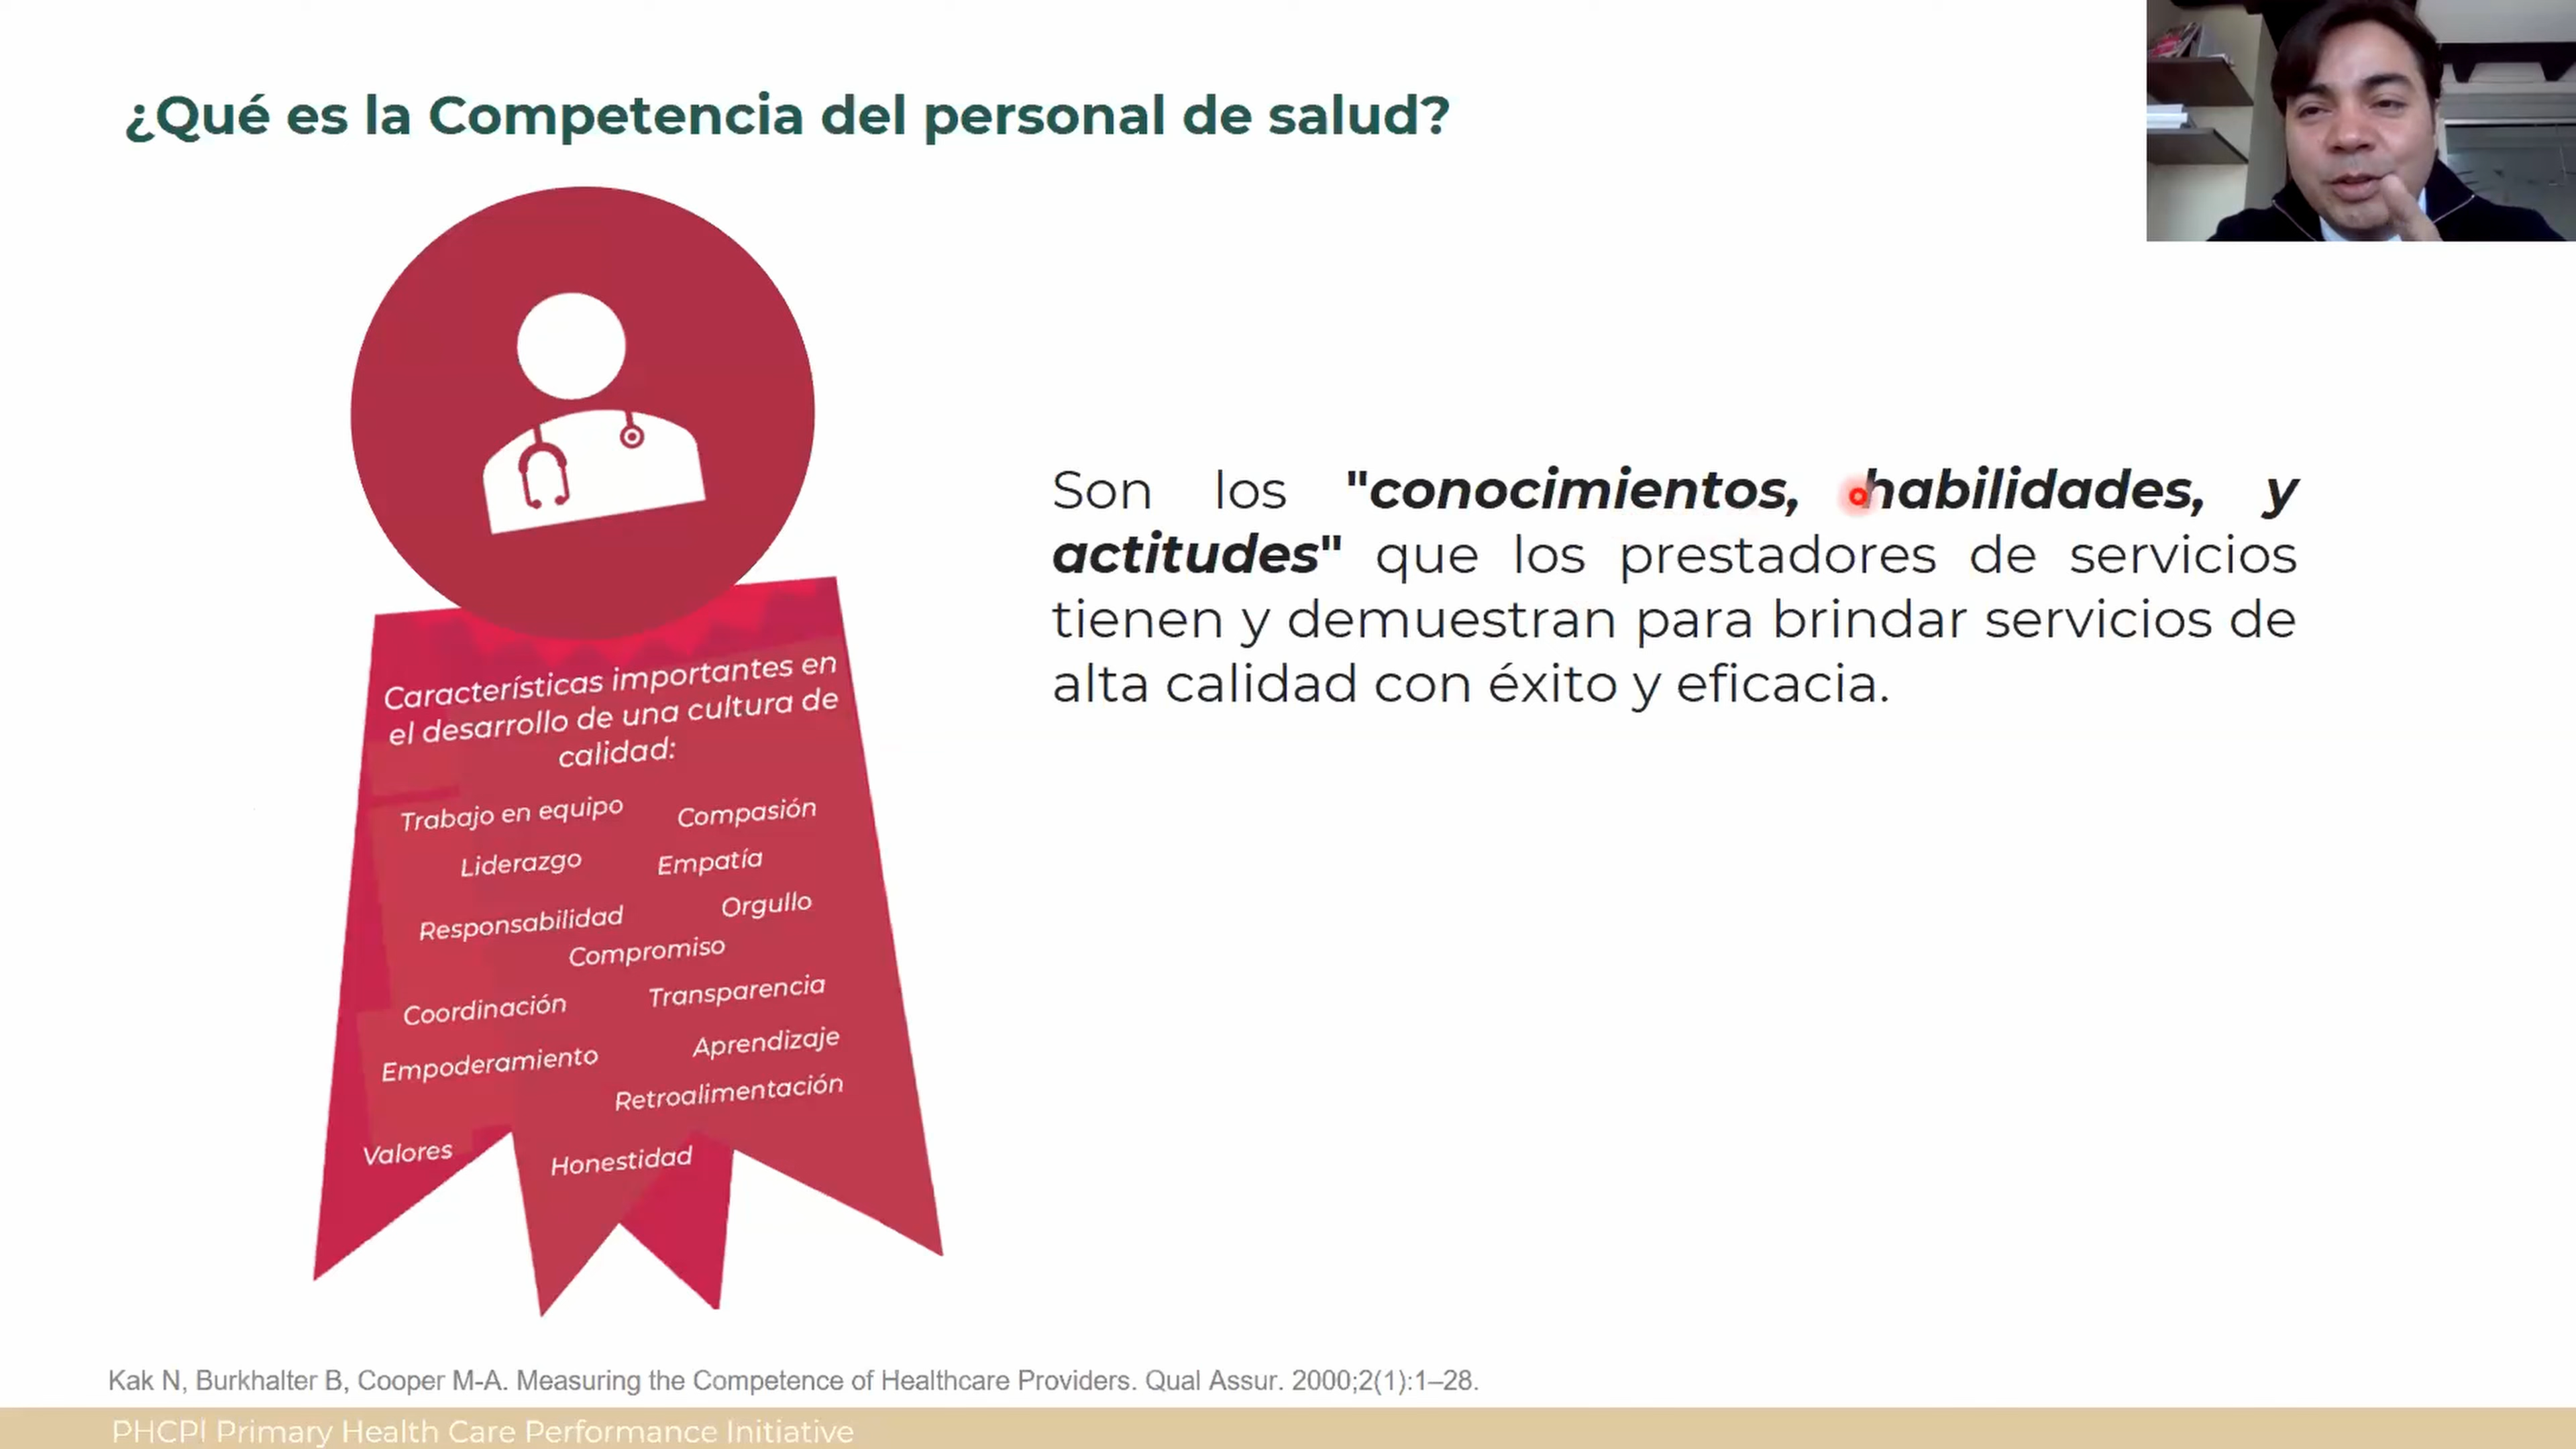 ¿Qué es la Competencia del personal de salud?
Son los "conocimientos, habilidades, y
actitudes" que los prestadores de servicios
tienen y demuestran para brindar servicios de
alta calidad con éxito y eficacia.
Características importantes en
el desarrollo de una cultura de
calidad:
Trabajo en equipo
Compasión
Liderazgo
Empatía
Responsabilidad
Orgullo
Compromiso
Coordinación
Transparencia
Empoderamiento
Aprendizaje
Retroalimentación
Valores
Honestidad
Kak N, Burkhalter B, Cooper M-A. Measuring the Competence of Healthcare Providers. Qual Assur. 2000;2(1):1–28.
PHCPI Primary Health Care Performance Initiative